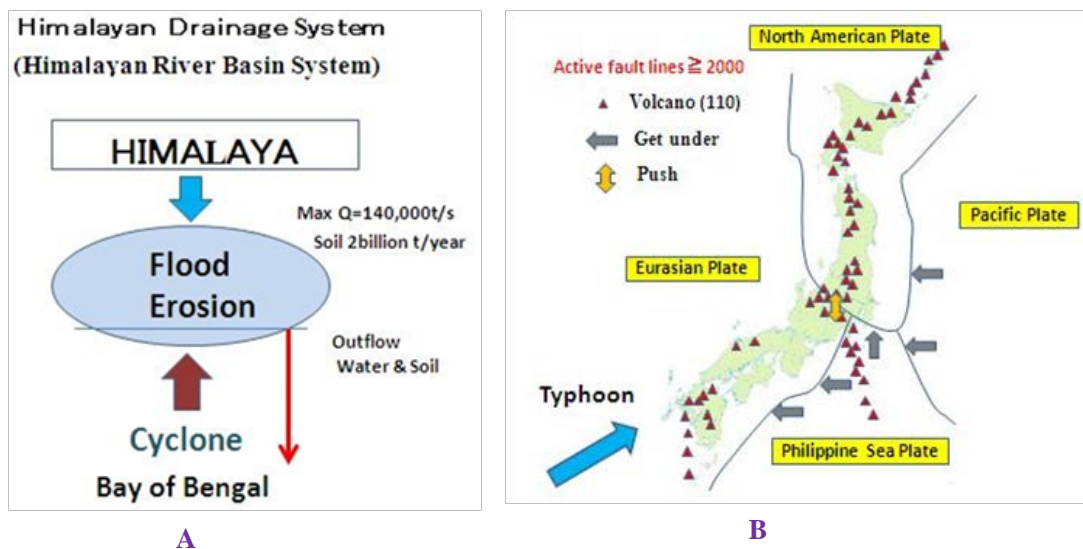 Himalayan Drainage System
(Himalayan River Basin System)
HIMALAYA
Max Q=140,000t/s
Soil 2billion t/year
Flood
Erosion
Outflow
Water & Soil
Cyclone
Bay of Bengal
A
North American Plate
Active fault lines ≧ 2000
Volcano (110)
Get under
Push
Pacific Plate
Eurasian Plate
Typhoon
Philippine Sea Plate
B